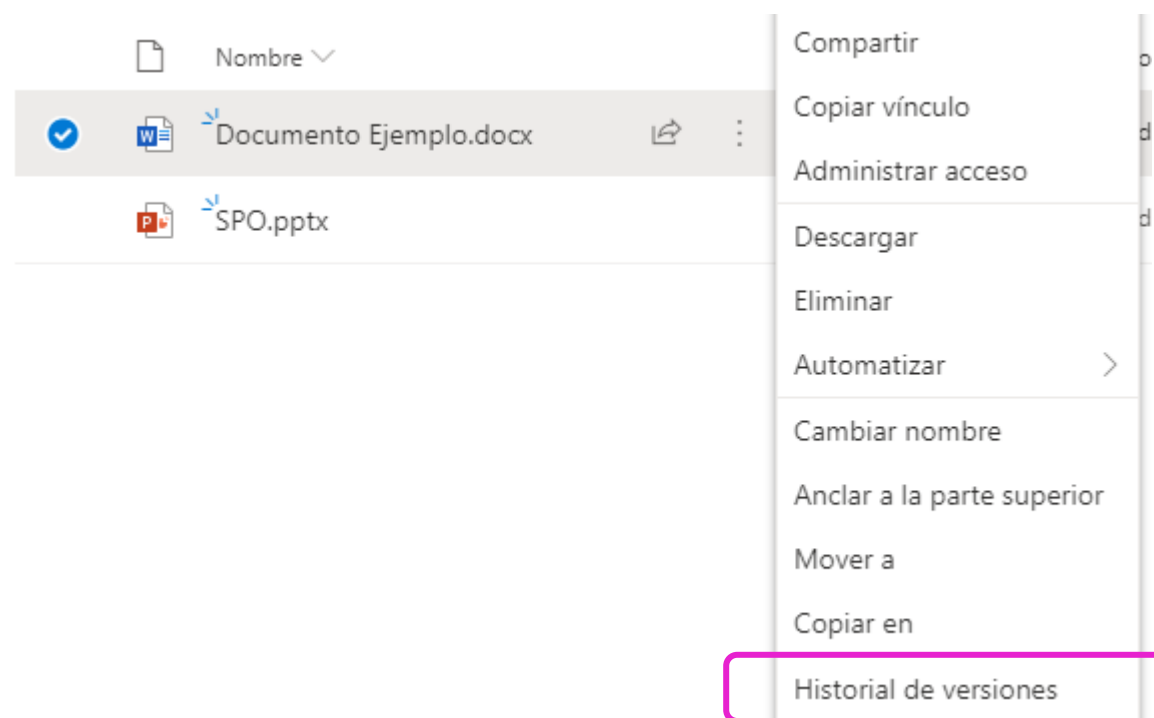 Nombre
Documento Ejemplo.docx
SPO.pptx
Compartir
Copiar vínculo
Administrar acceso
Descargar
Eliminar
Automatizar
Cambiar nombre
Anclar a la parte superior
Mover a
Copiar en
Historial de versiones